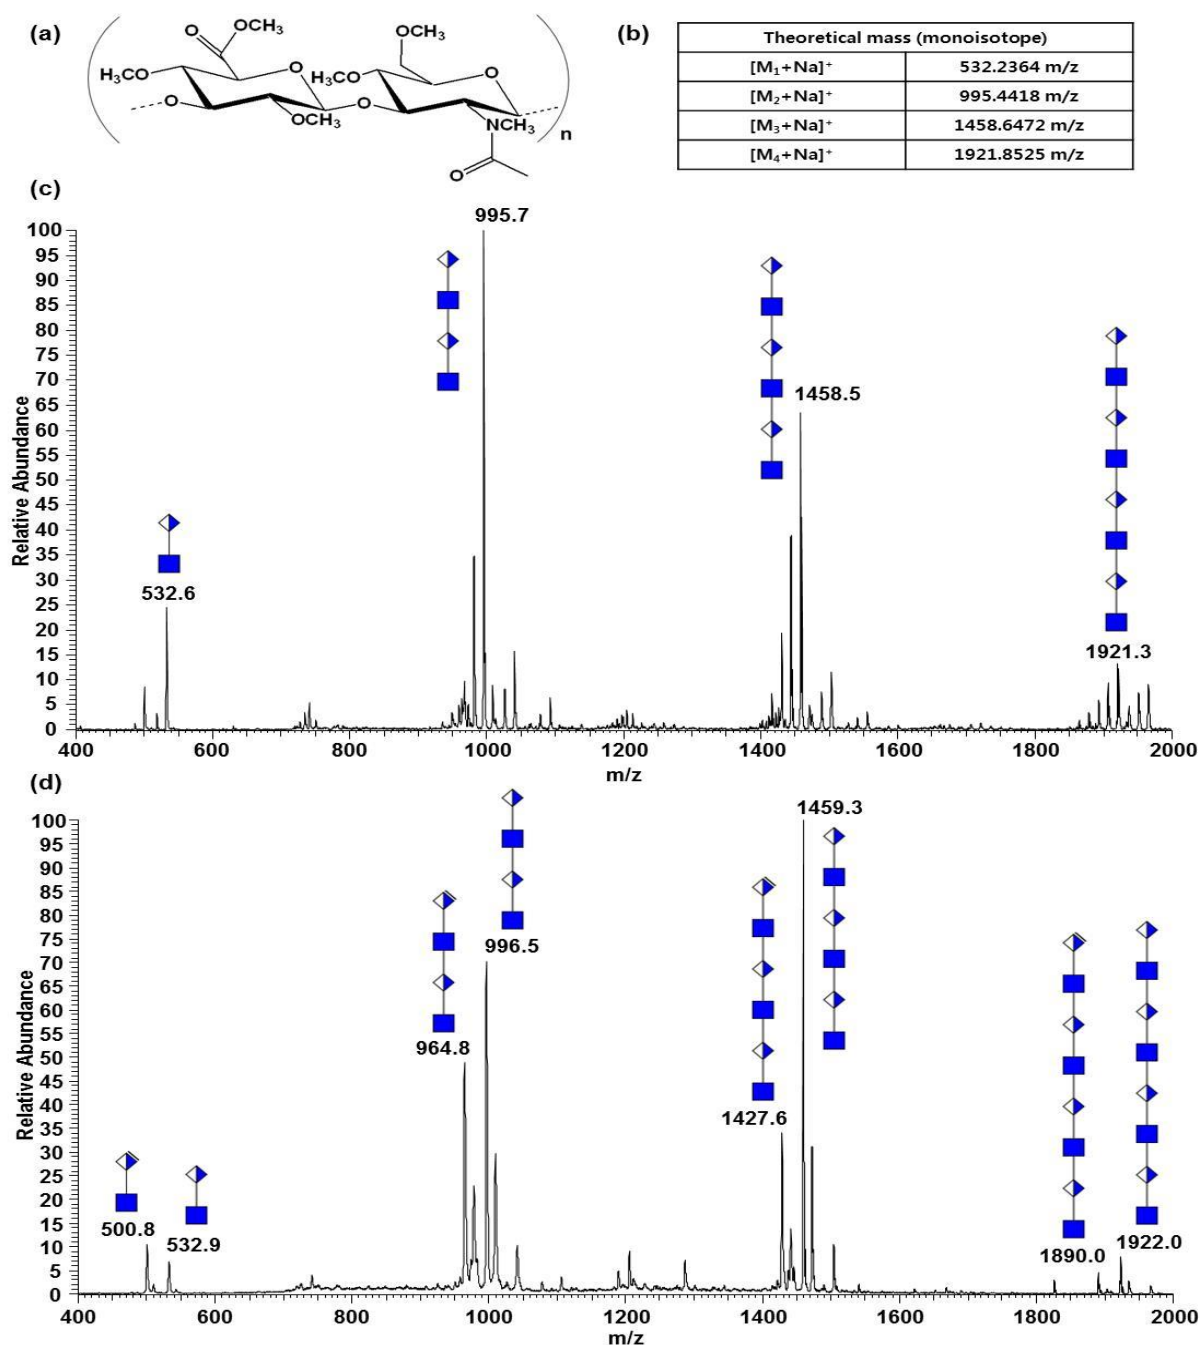 (a)
OCH3
O
OCH3
H3CO
O
H3CO
O
O
O
OCH3
NCH3
O
n
(b)
Theoretical mass (monoisotope)
[M1+Na]+ 532.2364 m/z
[M2+Na]+ 995.4418 m/z
[M3+Na]+ 1458.6472 m/z
[M4+Na]+ 1921.8525 m/z
(c)
995.7
1458.5
1921.3
532.6
Relative Abundance
100
95
90
85
80
75
70
65
60
55
50
45
40
35
30
25
20
15
10
5
0
400 600 800 1000 1200 1400 1600 1800 2000
m/z
(d)
1459.3
996.5
964.8
1427.6
500.8
532.9
1890.0
1922.0
Relative Abundance
100
95
90
85
80
75
70
65
60
55
50
45
40
35
30
25
20
15
10
5
0
400 600 800 1000 1200 1400 1600 1800 2000
m/z